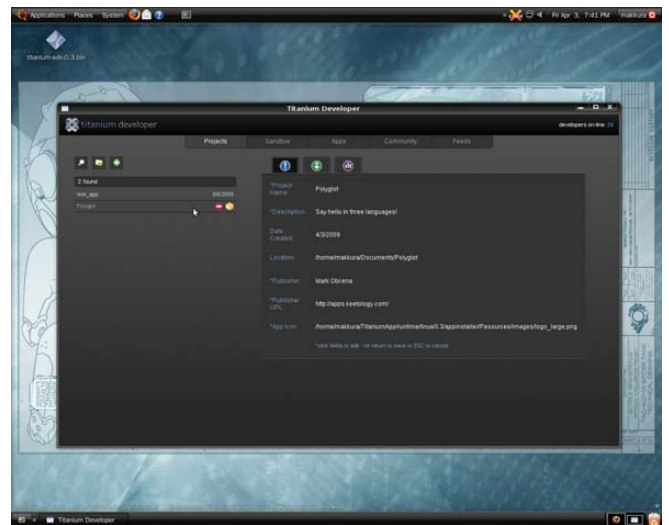 Applications Places System
Fri Apr 3, 7:41 PM makkura
titanium-sdk-0.3.bin
Titanium Developer
titanium developer
developers on-line: 24
Projects Sandbox Apps Community Feeds
2 found
test_app 3/6/2009
Polyglot
*Project Name: Polyglot
*Description: Say hello in three languages!
Date Created: 4/3/2009
Location: /home/makkura/Documents/Polyglot
*Publisher: Mark Obcena
*Publisher URL: http://apps.keetology.com/
*App Icon: /home/makkura/TitaniumApp/runtime/linux/0.3/appinstaller/Resources/images/logo_large.png
*click fields to edit - hit return to save or ESC to cancel
Titanium Developer